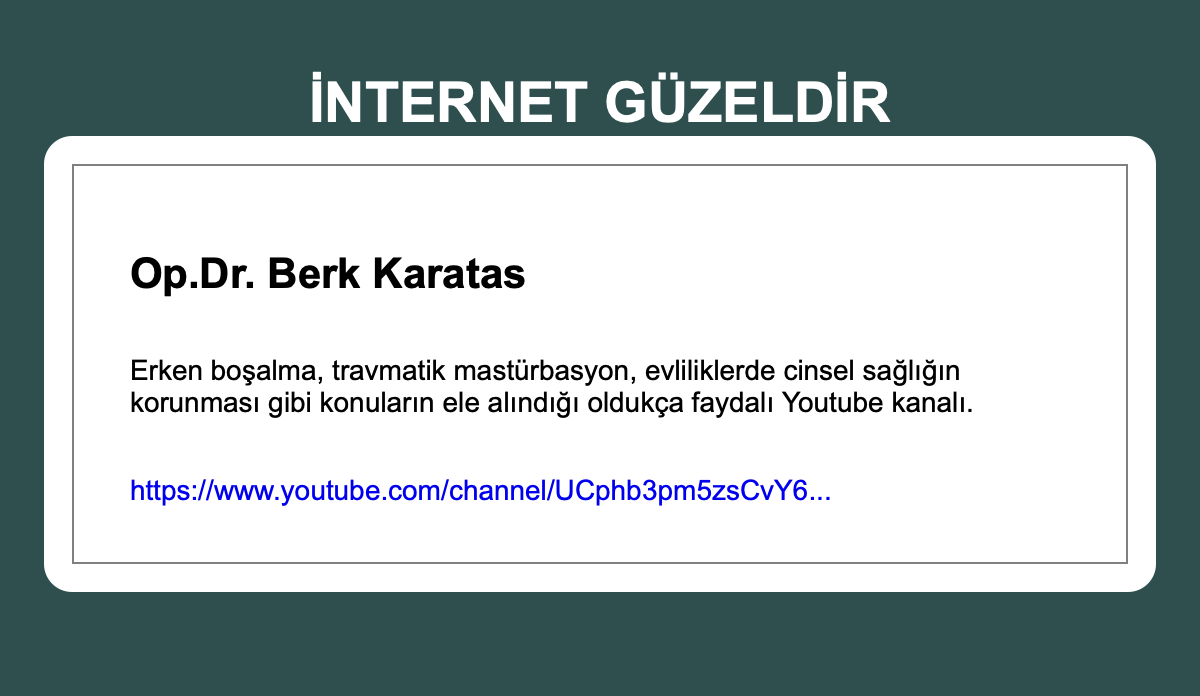 İNTERNET GÜZELDİR
Op.Dr. Berk Karatas
Erken boşalma, travmatik mastürbasyon, evliliklerde cinsel sağlığın
korunması gibi konuların ele alındığı oldukça faydalı Youtube kanalı.
https://www.youtube.com/channel/UCphb3pm5zsCvY6...